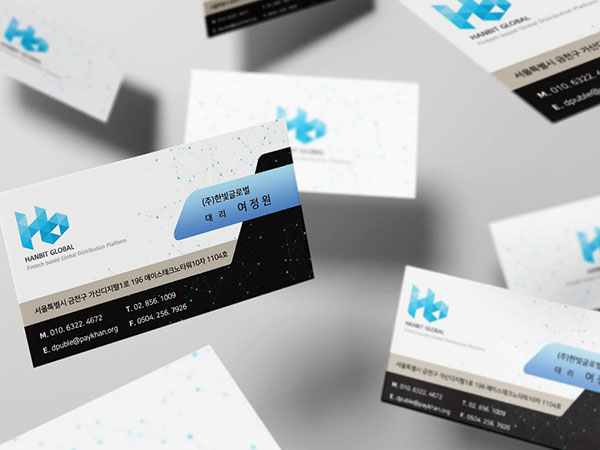 HANBIT GLOBAL
Fintech based Global Distribution Platform
서울특별시 금천구 가산
M. 010. 6322. 4
E. dpuble@p
HANBIT GLOBAL
HANBIT GLOBAL
Fintech based Global Distribution Platform
(주)한빛글로벌
대 리 여정원
서울특별시 금천구 가산디지털1로 196 에이스테크노타워10차 1104호
M. 010. 6322. 4672 T. 02. 856. 1009
E. dpuble@paykhan.org F. 0504. 256. 7926
HANBIT GLOBAL
Fintech based Global Distribution Platform
(주)한빛글로벌
대 리 여정원
서울특별시 금천구 가산디지털1로 196 에이스테크노타워10차 1104호
M. 010. 6322. 4672 T. 02. 856. 1009
E. dpuble@paykhan.org F. 0504. 256. 7926